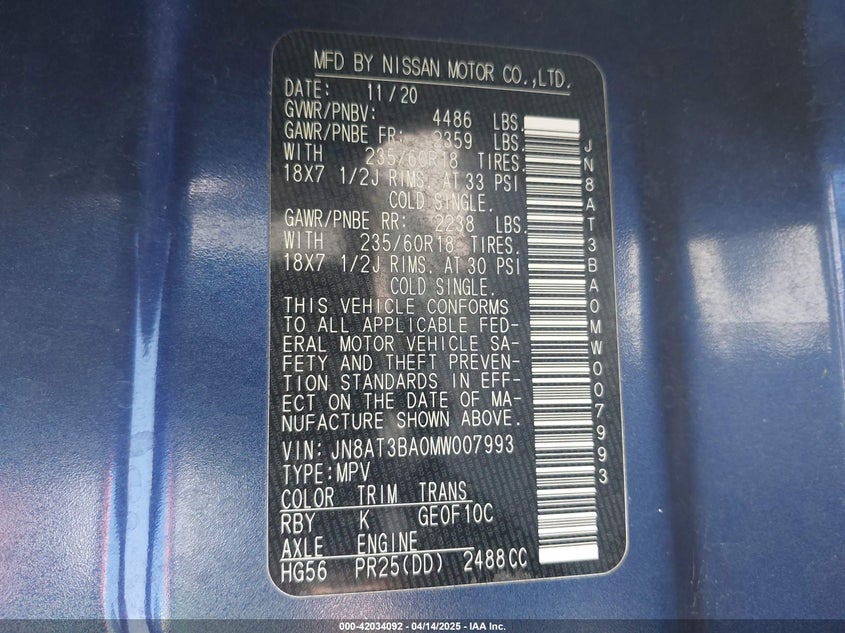 MFD BY NISSAN MOTOR CO.,LTD.
DATE: 11/20
GVWR/PNBV: 4486 LBS.
GAWR/PNBE FR: 2359 LBS.
WITH 235/60R18 TIRES.
18X7 1/2J RIMS. AT 33 PSI
COLD SINGLE.
GAWR/PNBE RR: 2238 LBS.
WITH 235/60R18 TIRES.
18X7 1/2J RIMS. AT 30 PSI
COLD SINGLE.
THIS VEHICLE CONFORMS
TO ALL APPLICABLE FED-
ERAL MOTOR VEHICLE SA-
FETY AND THEFT PREVEN-
TION STANDARDS IN EFF-
ECT ON THE DATE OF MA-
NUFACTURE SHOWN ABOVE.
VIN: JN8AT3BA0MW007993
TYPE:MPV
COLOR TRIM TRANS
RBY K GE0F10C
AXLE ENGINE
HG56 PR25(DD) 2488CC
JN8AT3BA0MW007993
000-42034092 - 04/14/2025 - IAA Inc.